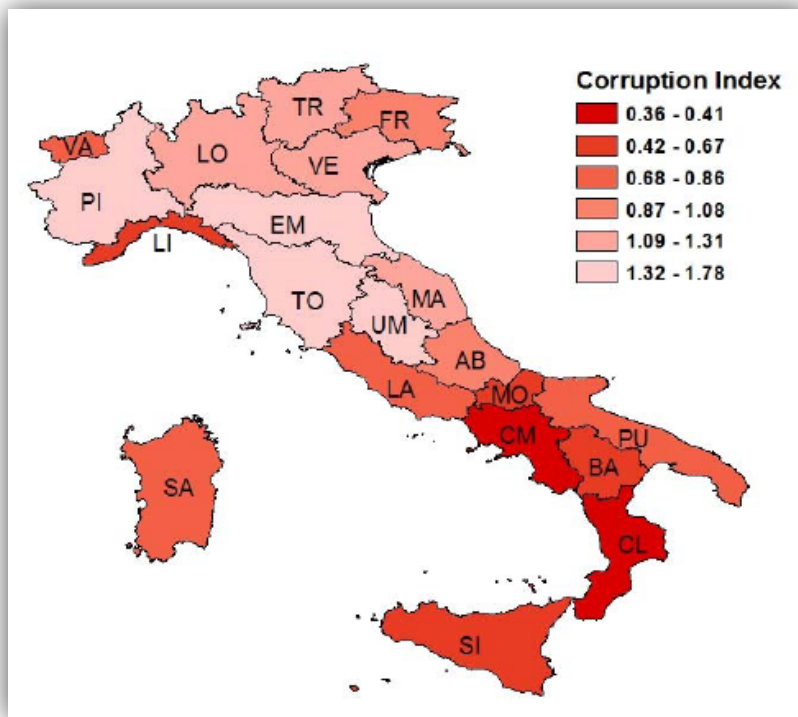 Corruption Index
0.36 - 0.41
0.42 - 0.67
0.68 - 0.86
0.87 - 1.08
1.09 - 1.31
1.32 - 1.78
TR
FR
VA
LO
VE
PI
EM
LI
TO
MA
UM
AB
LA
MO
CM
PU
BA
SA
CL
SI